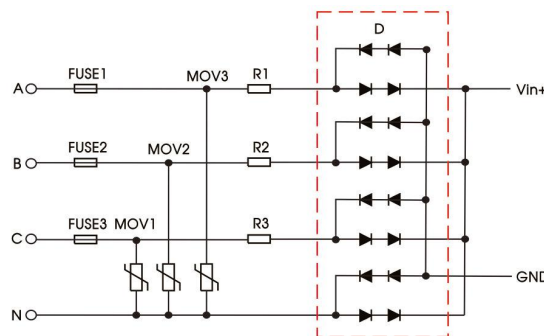 D
FUSE1
MOV3
R1
A
Vin+
FUSE2
MOV2
R2
B
FUSE3
MOV1
R3
C
GND
N